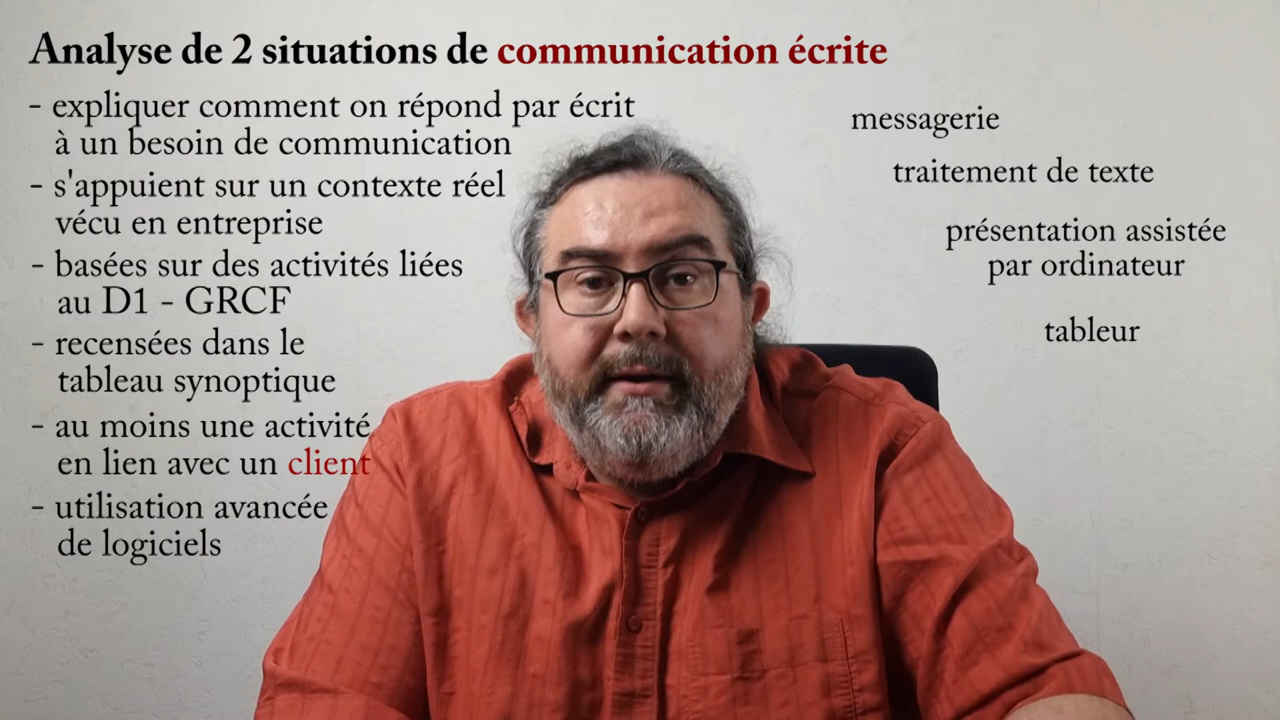 Analyse de 2 situations de communication écrite
- expliquer comment on répond par écrit
à un besoin de communication
- s'appuient sur un contexte réel
vécu en entreprise
- basées sur des activités liées
au D1 - GRCF
- recensées dans le
tableau synoptique
- au moins une activité
en lien avec un client
- utilisation avancée
de logiciels
messagerie
traitement de texte
présentation assistée
par ordinateur
tableur